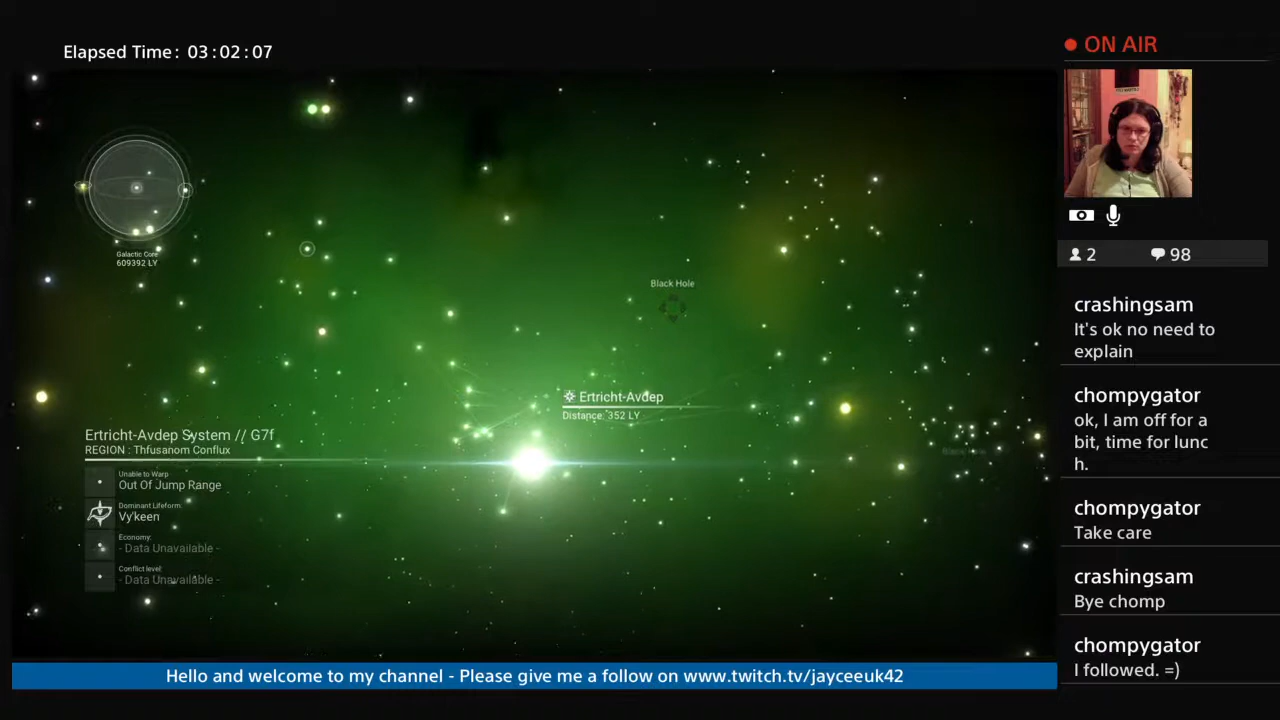 Elapsed Time: 03:02:07
ON AIR
Galactic Core
609392 LY
2
98
Black Hole
Ertricht-Avdep
Distance: 352 LY
Ertricht-Avdep System // G7f
REGION : Thfusanom Conflux
Unable to Warp
Out Of Jump Range
Dominant Lifeform:
Vy'keen
Economy:
- Data Unavailable -
Conflict level:
- Data Unavailable -
crashingsam
It's ok no need to
explain
chompygator
ok, I am off for a
bit, time for lunc
h.
chompygator
Take care
crashingsam
Bye chomp
chompygator
I followed. =)
Hello and welcome to my channel - Please give me a follow on www.twitch.tv/jayceeuk42